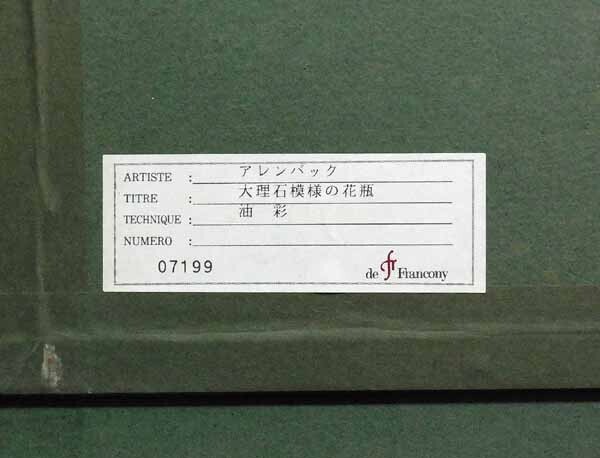 ARTISTE : アレンバック
TITRE : 大理石模様の花瓶
TECHNIQUE : 油 彩
NUMERO :
07199
de fr Francony